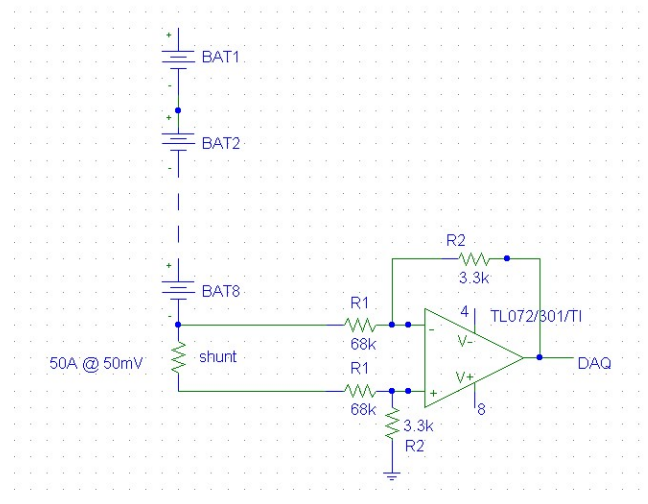 +
BAT1
-
+
BAT2
-
+
BAT8
-
50A @ 50mV
shunt
R1
68k
R1
68k
R2
3.3k
3.3k
R2
4
TL072/301/TI
-
V-
V+
+
8
DAQ